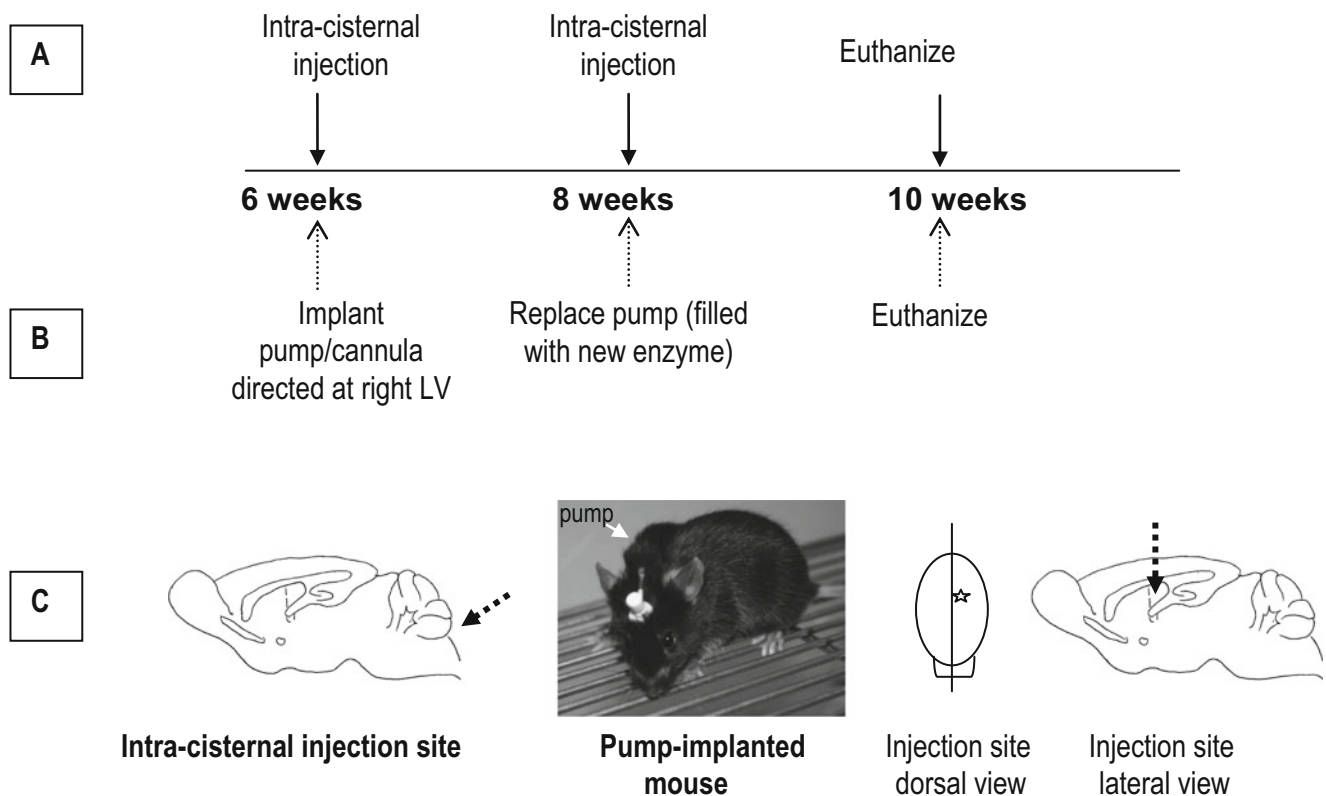 A
Intra-cisternal
injection
Intra-cisternal
injection
Euthanize
6 weeks
8 weeks
10 weeks
B
Implant
pump/cannula
directed at right LV
Replace pump (filled
with new enzyme)
Euthanize
C
pump
Intra-cisternal injection site
Pump-implanted
mouse
Injection site
dorsal view
Injection site
lateral view